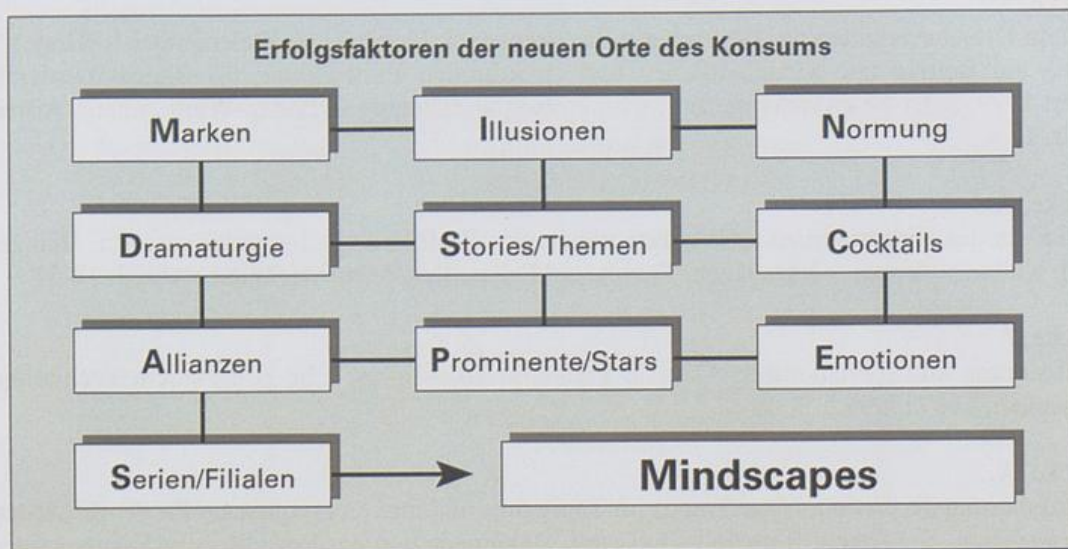 Erfolgsfaktoren der neuen Orte des Konsums
Marken
Illusionen
Normung
Dramaturgie
Stories/Themen
Cocktails
Allianzen
Prominente/Stars
Emotionen
Serien/Filialen
Mindscapes